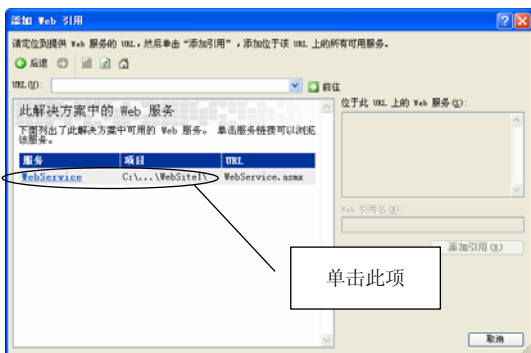 添加 Web 引用
请定位到提供 Web 服务的 URL，然后单击“添加引用”，添加位于该 URL 上的所有可用服务。
后退
URL(U):
前往
此解决方案中的 Web 服务
下面列出了此解决方案中可用的 Web 服务。 单击服务链接可以浏览
该服务。
服务 项目 URL
WebService C:\...\WebSite1\ WebService.asmx
位于此 URL 上的 Web 服务(S):
Web 引用名(N):
添加引用(R)
单击此项
取消